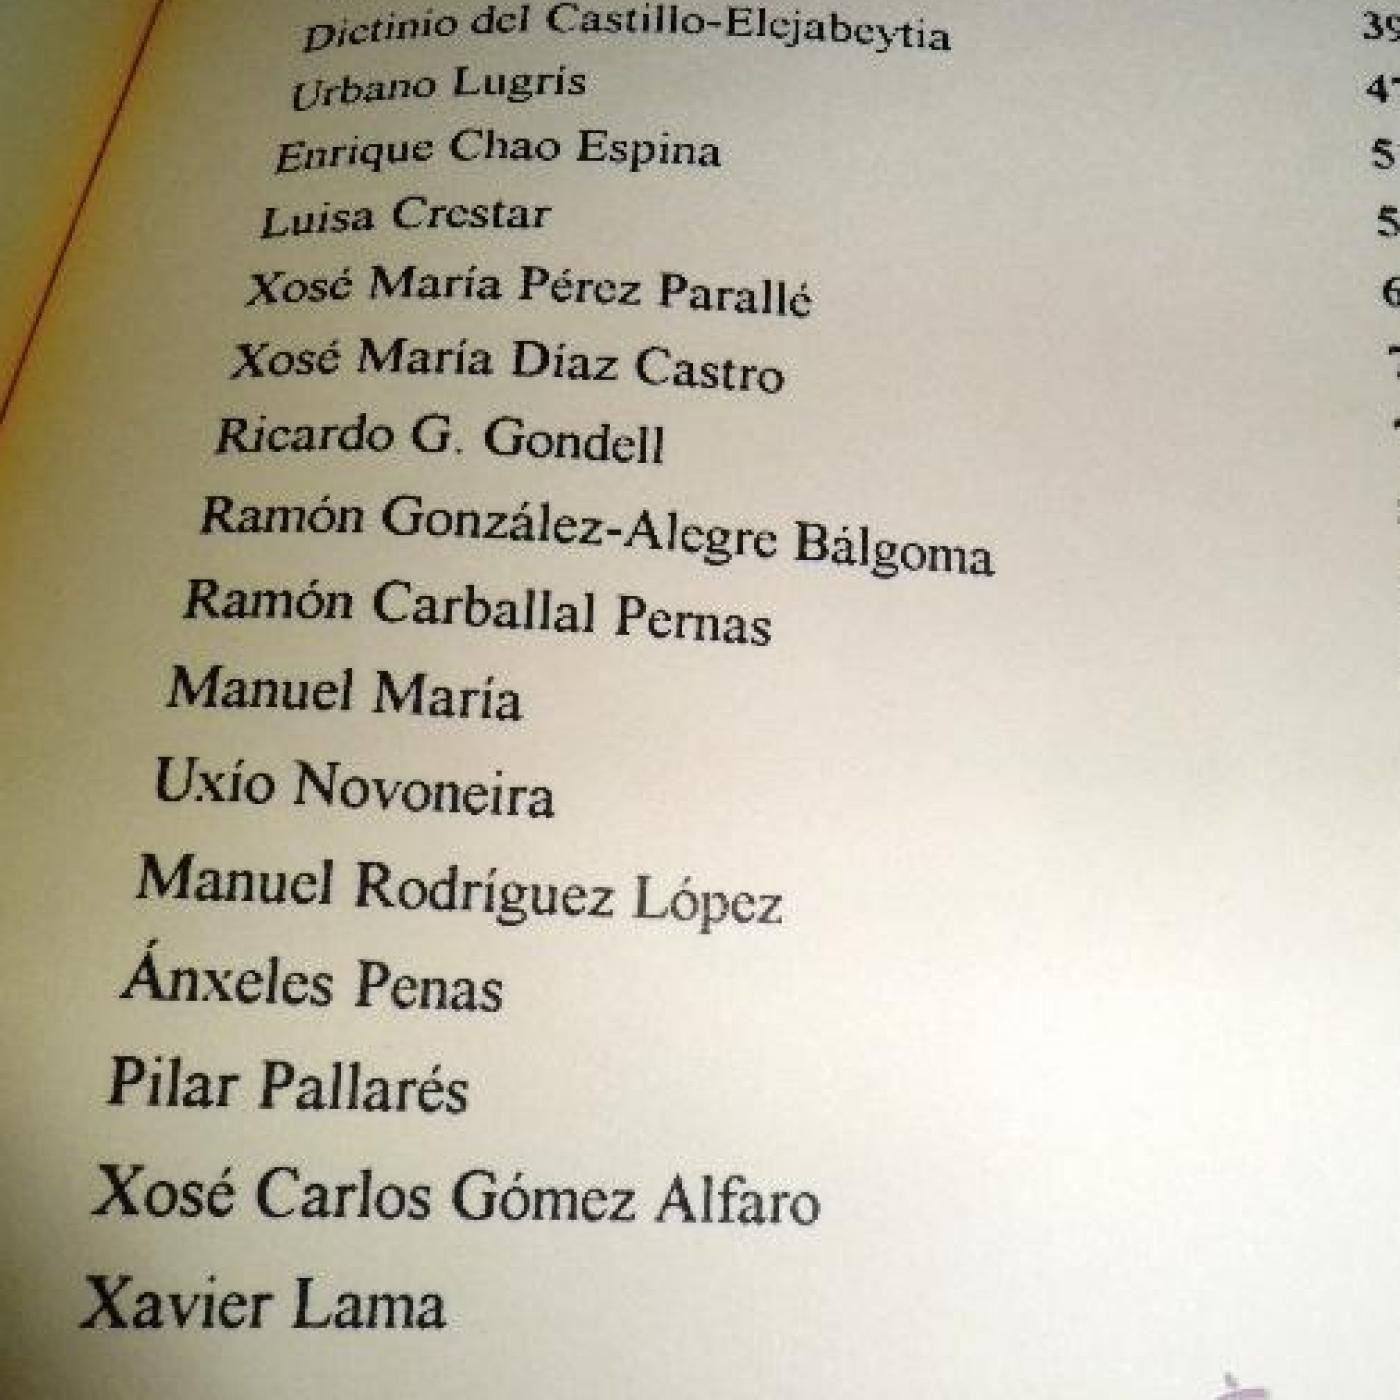 Dictinio del Castillo-Elejabeytia 39
Urbano Lugrís
Enrique Chao Espina
Luisa Crestar
Xosé María Pérez Parallé
Xosé María Díaz Castro
Ricardo G. Gondell
Ramón González-Alegre Bálgoma
Ramón Carballal Pernas
Manuel María
Uxío Novoneira
Manuel Rodríguez López
Ánxeles Penas
Pilar Pallarés
Xosé Carlos Gómez Alfaro
Xavier Lama